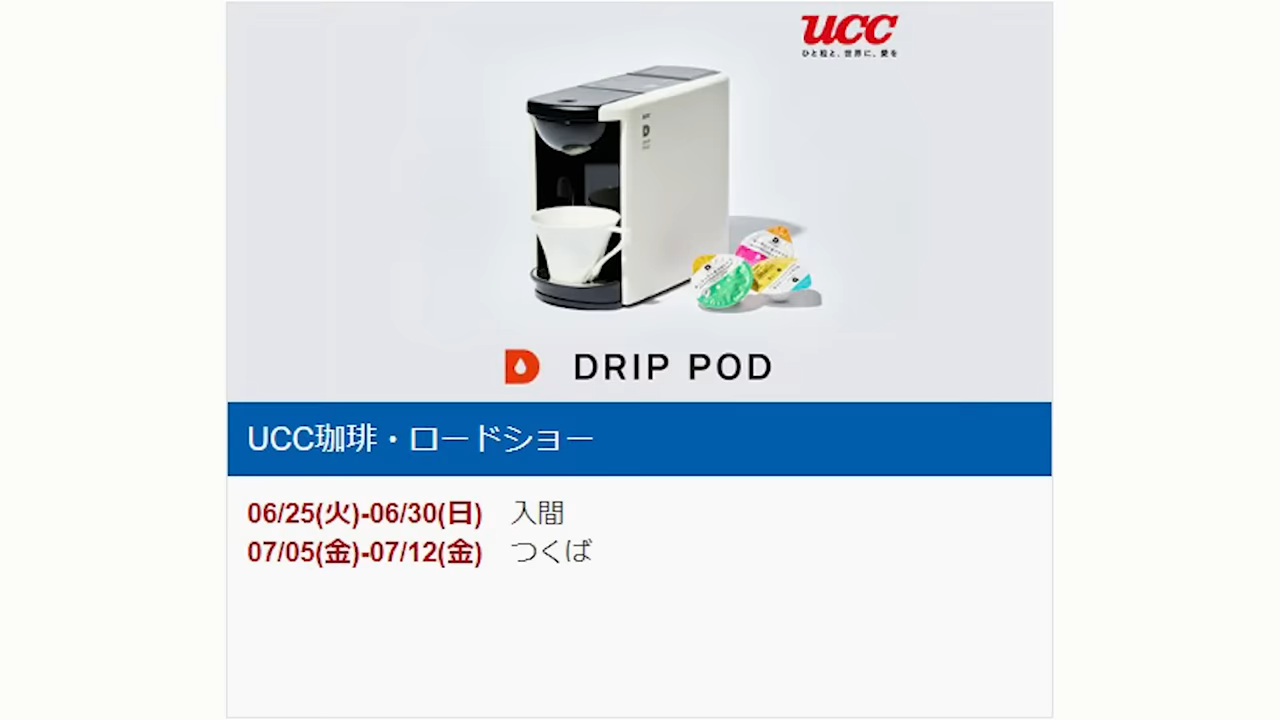 UCC
ひと粒と、世界に、愛を
D
DRIP POD
UCC珈琲・ロードショー
06/25(火)-06/30(日) 入間
07/05(金)-07/12(金) つくば